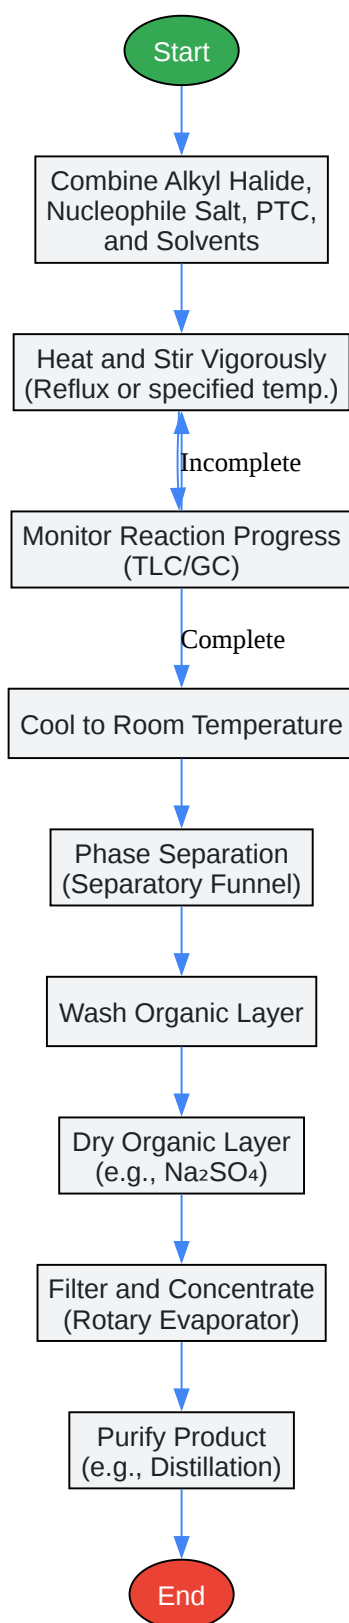 Start
Combine Alkyl Halide,
Nucleophile Salt, PTC,
and Solvents
Heat and Stir Vigorously
(Reflux or specified temp.)
Incomplete
Monitor Reaction Progress
(TLC/GC)
Complete
Cool to Room Temperature
Phase Separation
(Separatory Funnel)
Wash Organic Layer
Dry Organic Layer
(e.g., Na₂SO₄)
Filter and Concentrate
(Rotary Evaporator)
Purify Product
(e.g., Distillation)
End